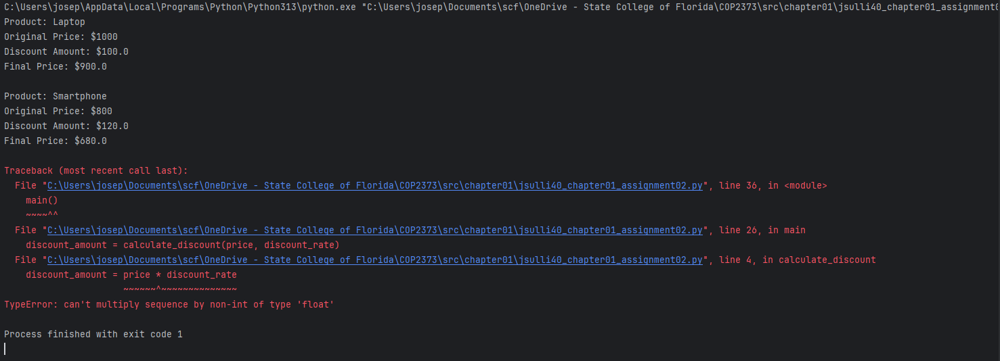 C:\Users\josep\AppData\Local\Programs\Python\Python313\python.exe "C:\Users\josep\Documents\scf\OneDrive - State College of Florida\COP2373\src\chapter01\jsulli40_chapter01_assignment0
Product: Laptop
Original Price: $1000
Discount Amount: $100.0
Final Price: $900.0
Product: Smartphone
Original Price: $800
Discount Amount: $120.0
Final Price: $680.0
Traceback (most recent call last):
  File "C:\Users\josep\Documents\scf\OneDrive - State College of Florida\COP2373\src\chapter01\jsulli40_chapter01_assignment02.py", line 36, in <module>
    main()
    ~~~~^^
  File "C:\Users\josep\Documents\scf\OneDrive - State College of Florida\COP2373\src\chapter01\jsulli40_chapter01_assignment02.py", line 26, in main
    discount_amount = calculate_discount(price, discount_rate)
  File "C:\Users\josep\Documents\scf\OneDrive - State College of Florida\COP2373\src\chapter01\jsulli40_chapter01_assignment02.py", line 4, in calculate_discount
    discount_amount = price * discount_rate
                      ~~~~~~^~~~~~~~~~~~~~~
TypeError: can't multiply sequence by non-int of type 'float'
Process finished with exit code 1